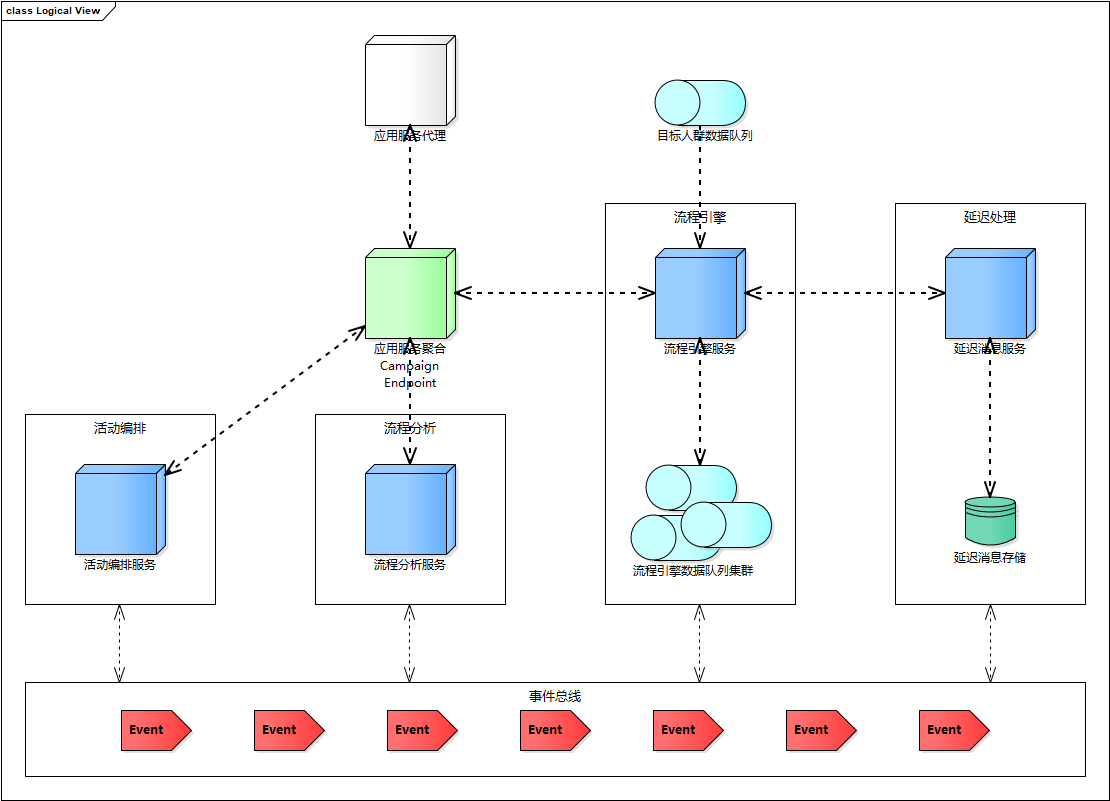 class Logical View
应用服务代理
目标人群数据队列
流程引擎
延迟处理
应用服务聚合
Campaign
Endpoint
流程引擎服务
延迟消息服务
活动编排
流程分析
活动编排服务
流程分析服务
流程引擎数据队列集群
延迟消息存储
事件总线
Event
Event
Event
Event
Event
Event
Event